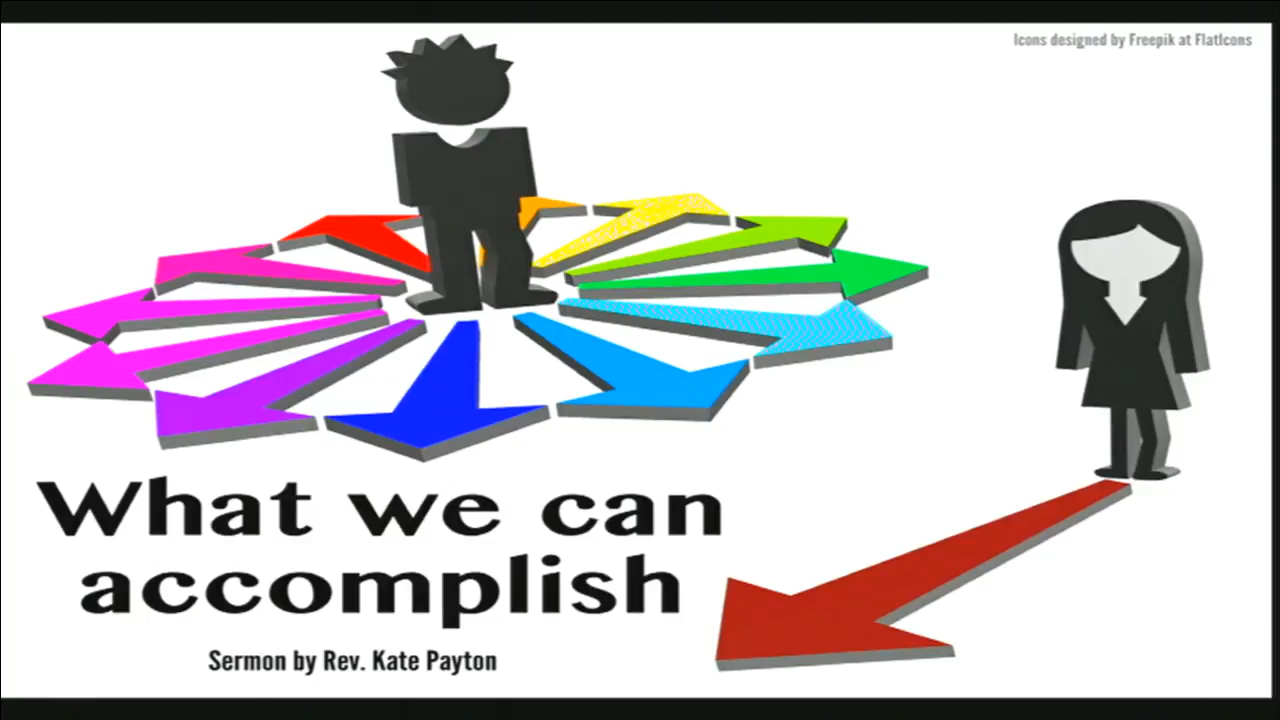 Icons designed by Freepik at FlatIcons
What we can
accomplish
Sermon by Rev. Kate Payton